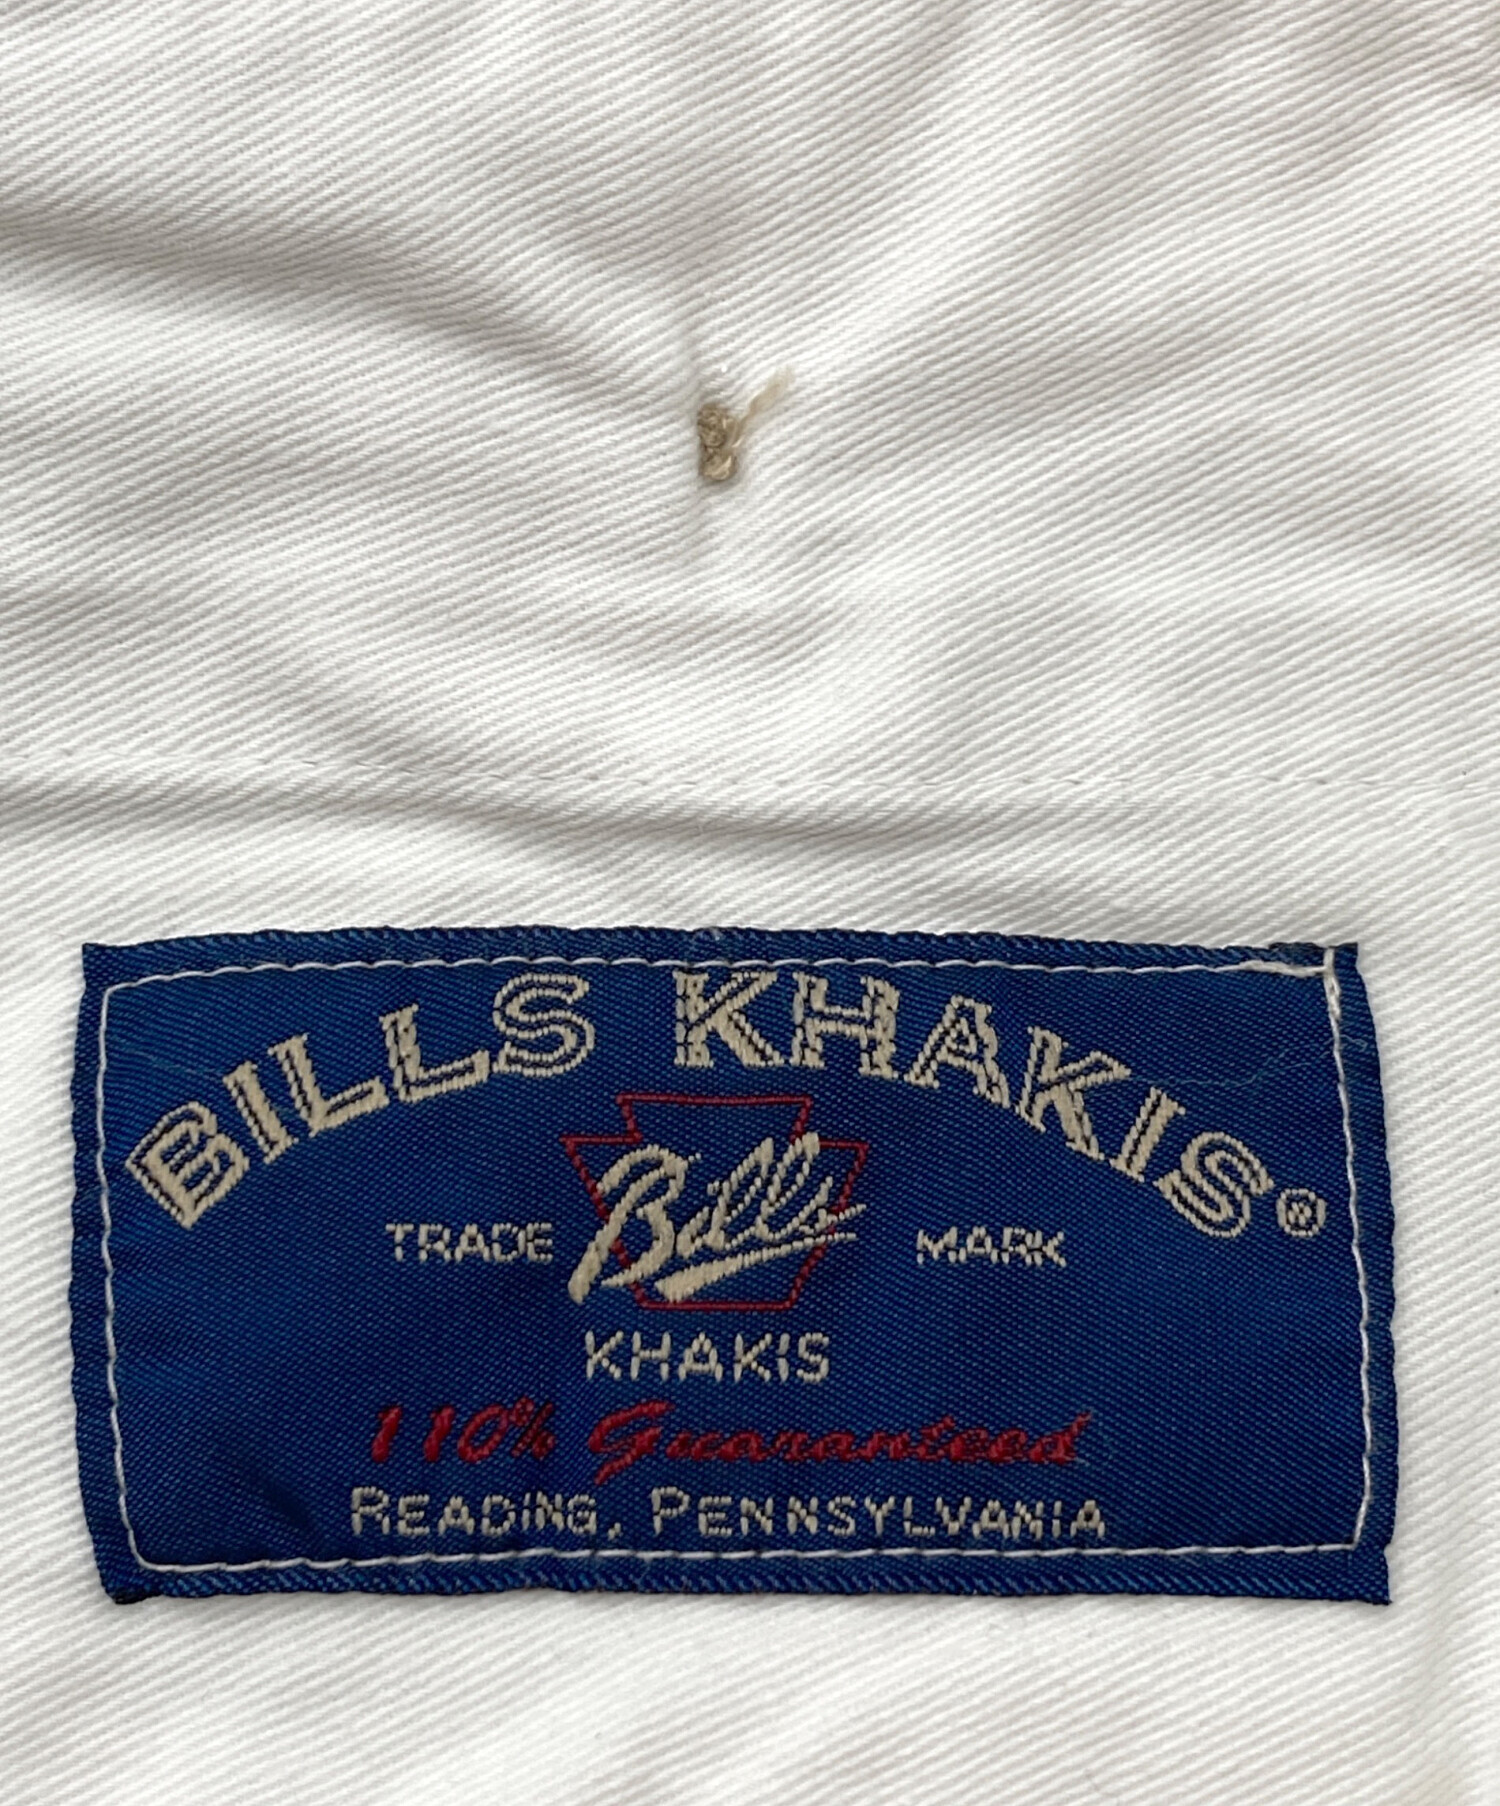 BILLS KHAKIS®
TRADE Bills MARK
KHAKIS
110% Guaranteed
READING, PENNSYLVANIA